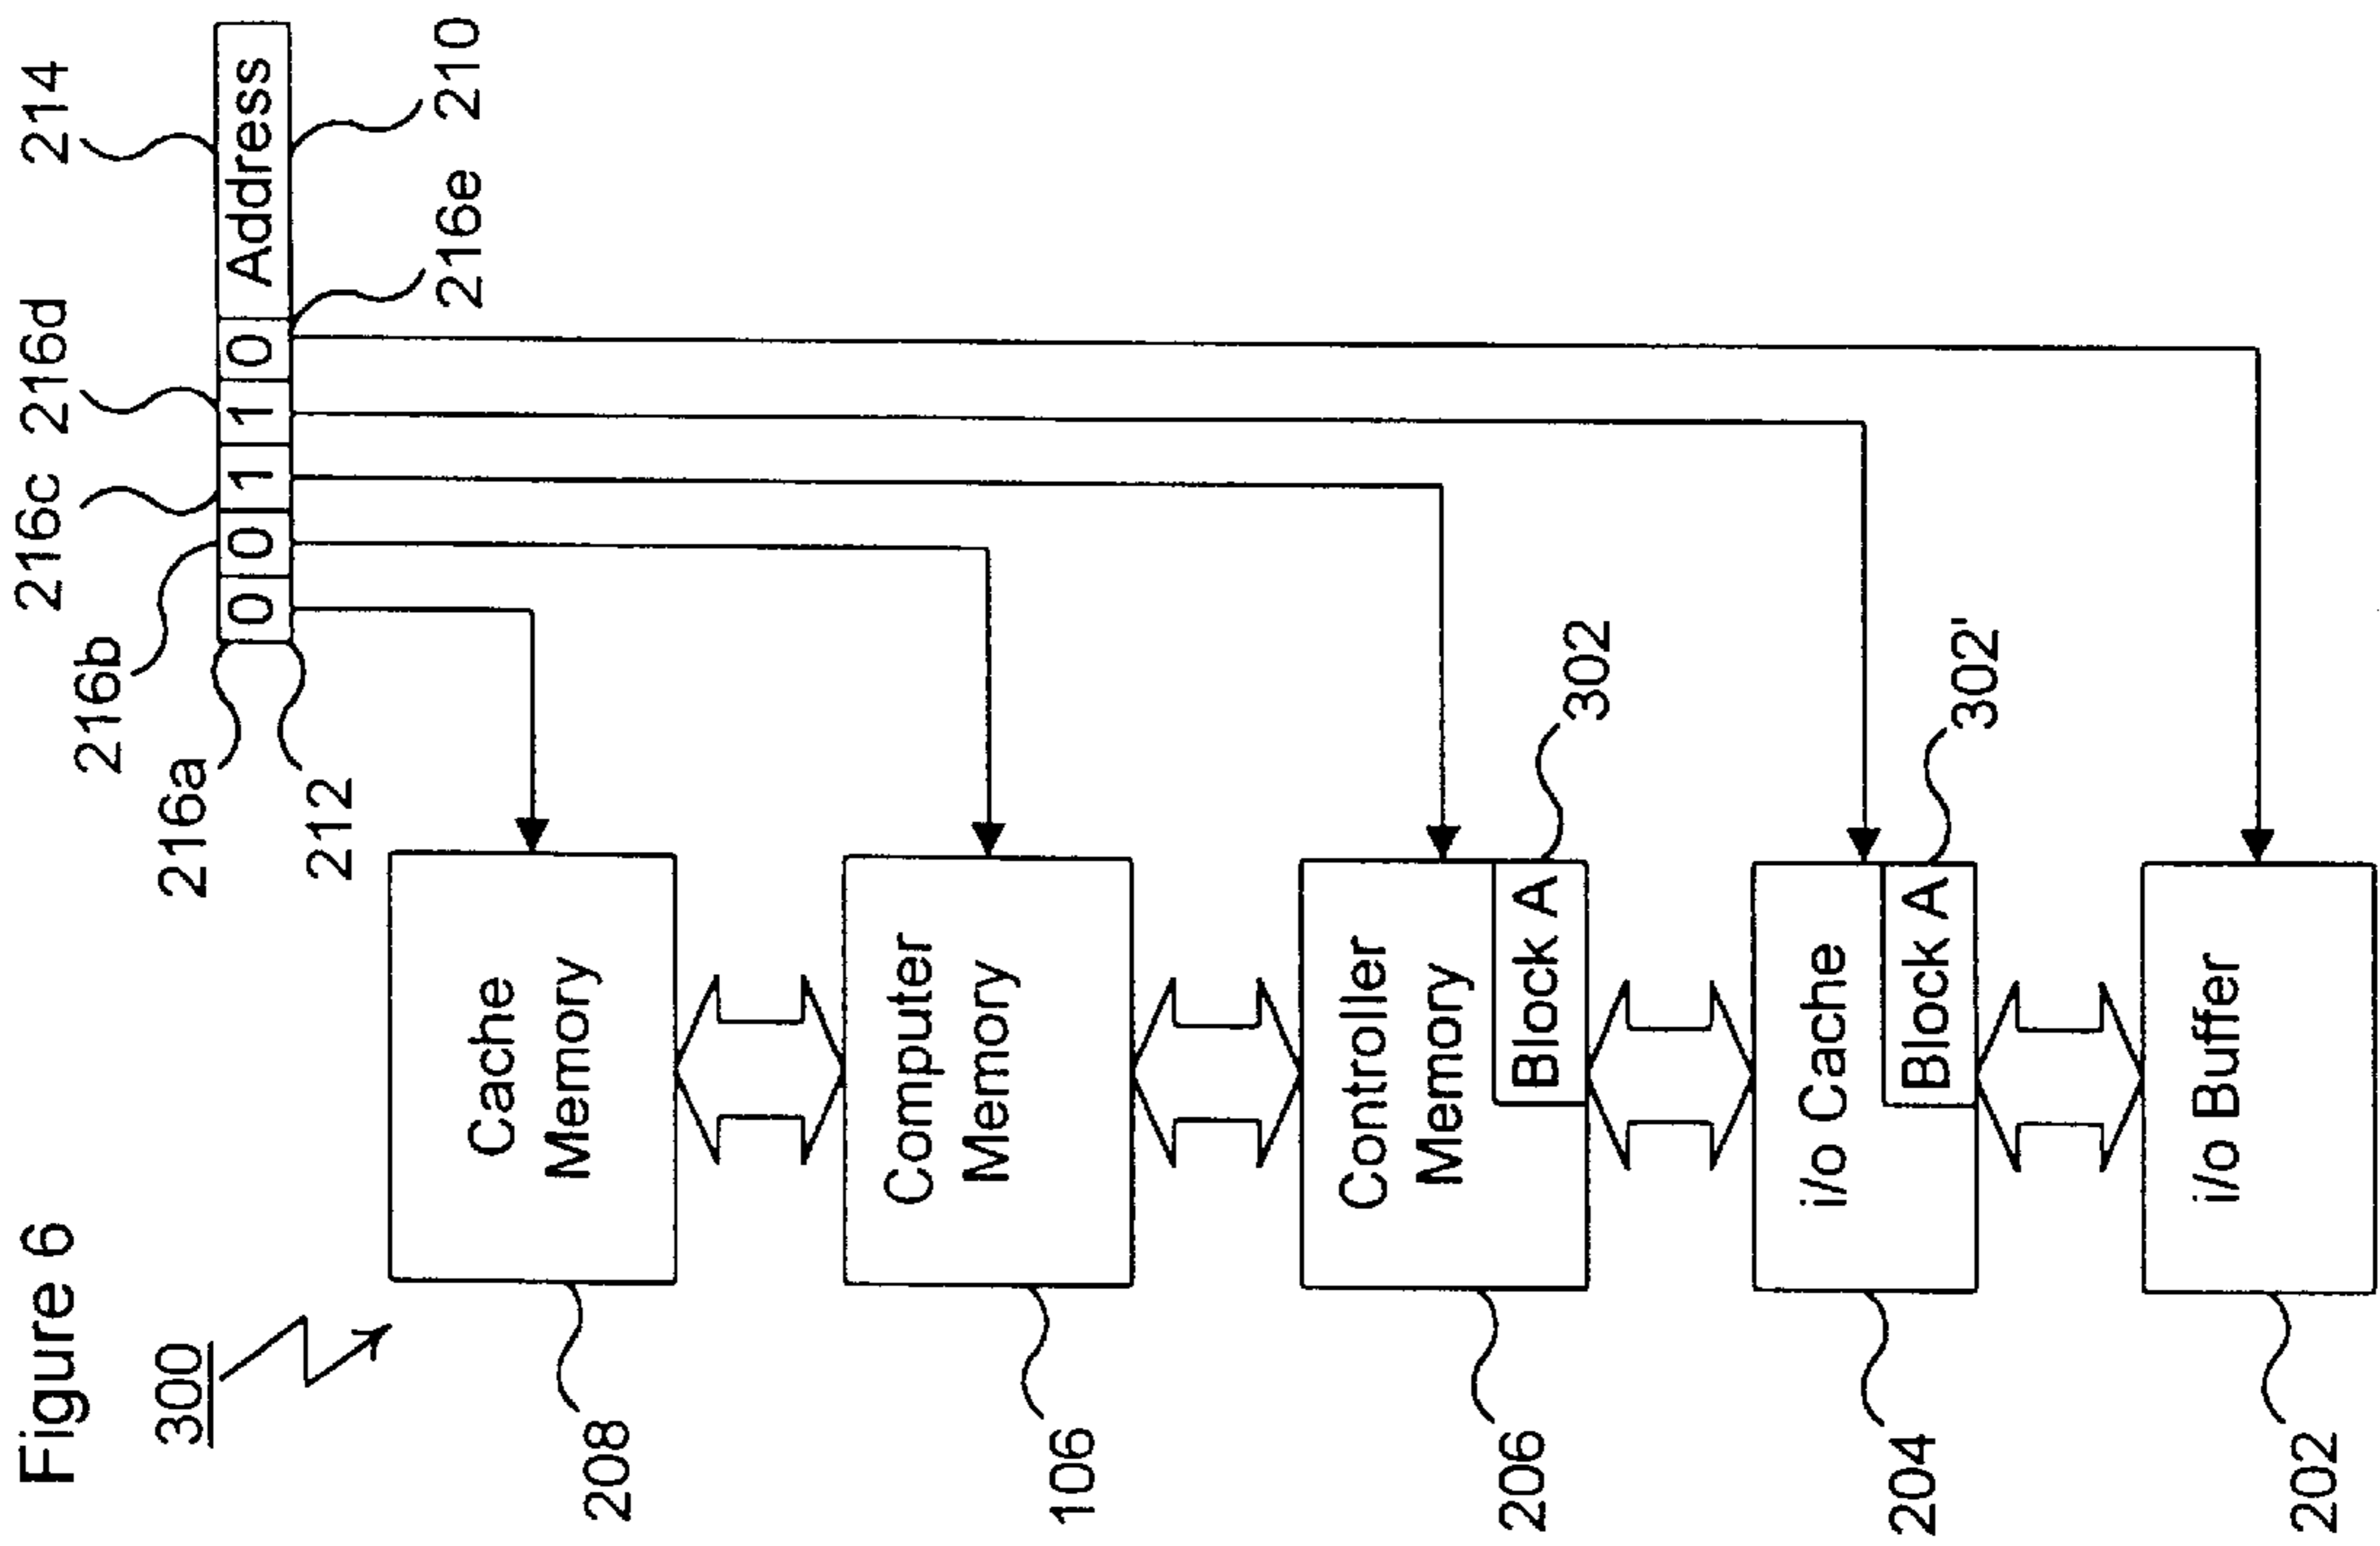 Figure 6
300
216a
212
216b
216c
216d
216e
214
210
0 0 1 1 0 Address
Cache
Memory
208
Computer
Memory
106
Controller
Memory
Block A
302
206
i/o Cache
Block A
302'
204
i/o Buffer
202